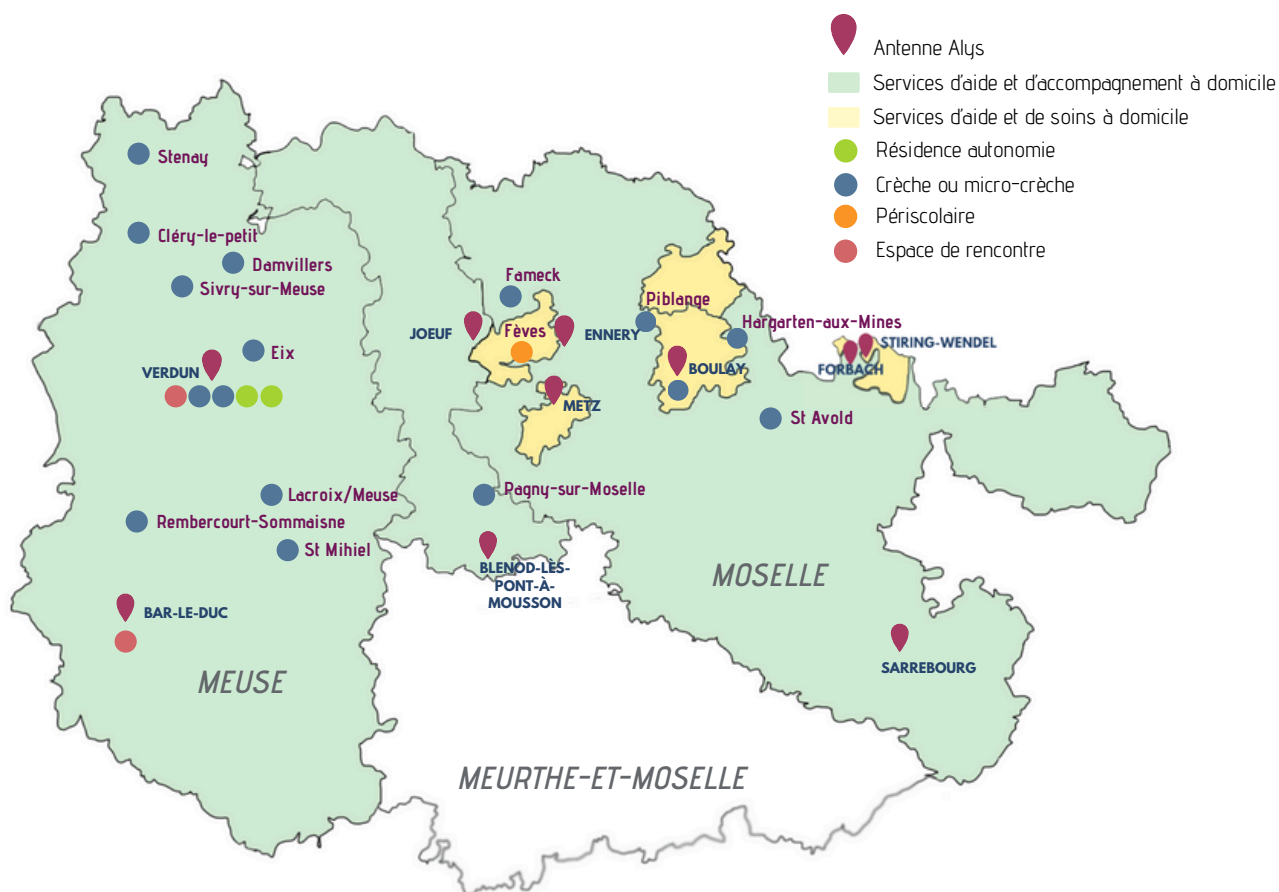 Antenne Alys
Services d'aide et d'accompagnement à domicile
Services d'aide et de soins à domicile
Résidence autonomie
Crèche ou micro-crèche
Périscolaire
Espace de rencontre
Stenay
Cléry-le-petit
Damvillers
Sivry-sur-Meuse
Eix
VERDUN
Lacroix/Meuse
Rembercourt-Sommaisne
St Mihiel
BAR-LE-DUC
MEUSE
Fameck
JOEUF
Fèves
ENNERY
METZ
Piblange
Hargarten-aux-Mines
BOULAY
STIRING-WENDEL
FORBACH
St Avold
Pagny-sur-Moselle
BLENOD-LÈS-
PONT-À-
MOUSSON
MOSELLE
SARREBOURG
MEURTHE-ET-MOSELLE